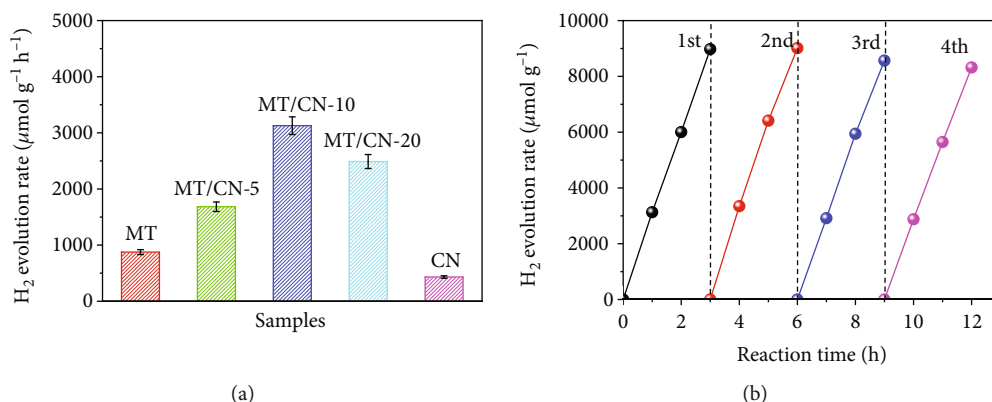 H₂ evolution rate (μmol g⁻¹ h⁻¹)
5000
4000
3000
2000
1000
0
MT
MT/CN-5
MT/CN-10
MT/CN-20
CN
Samples
(a)
H₂ evolution rate (μmol g⁻¹)
10000
8000
6000
4000
2000
0
1st
2nd
3rd
4th
0 2 4 6 8 10 12
Reaction time (h)
(b)